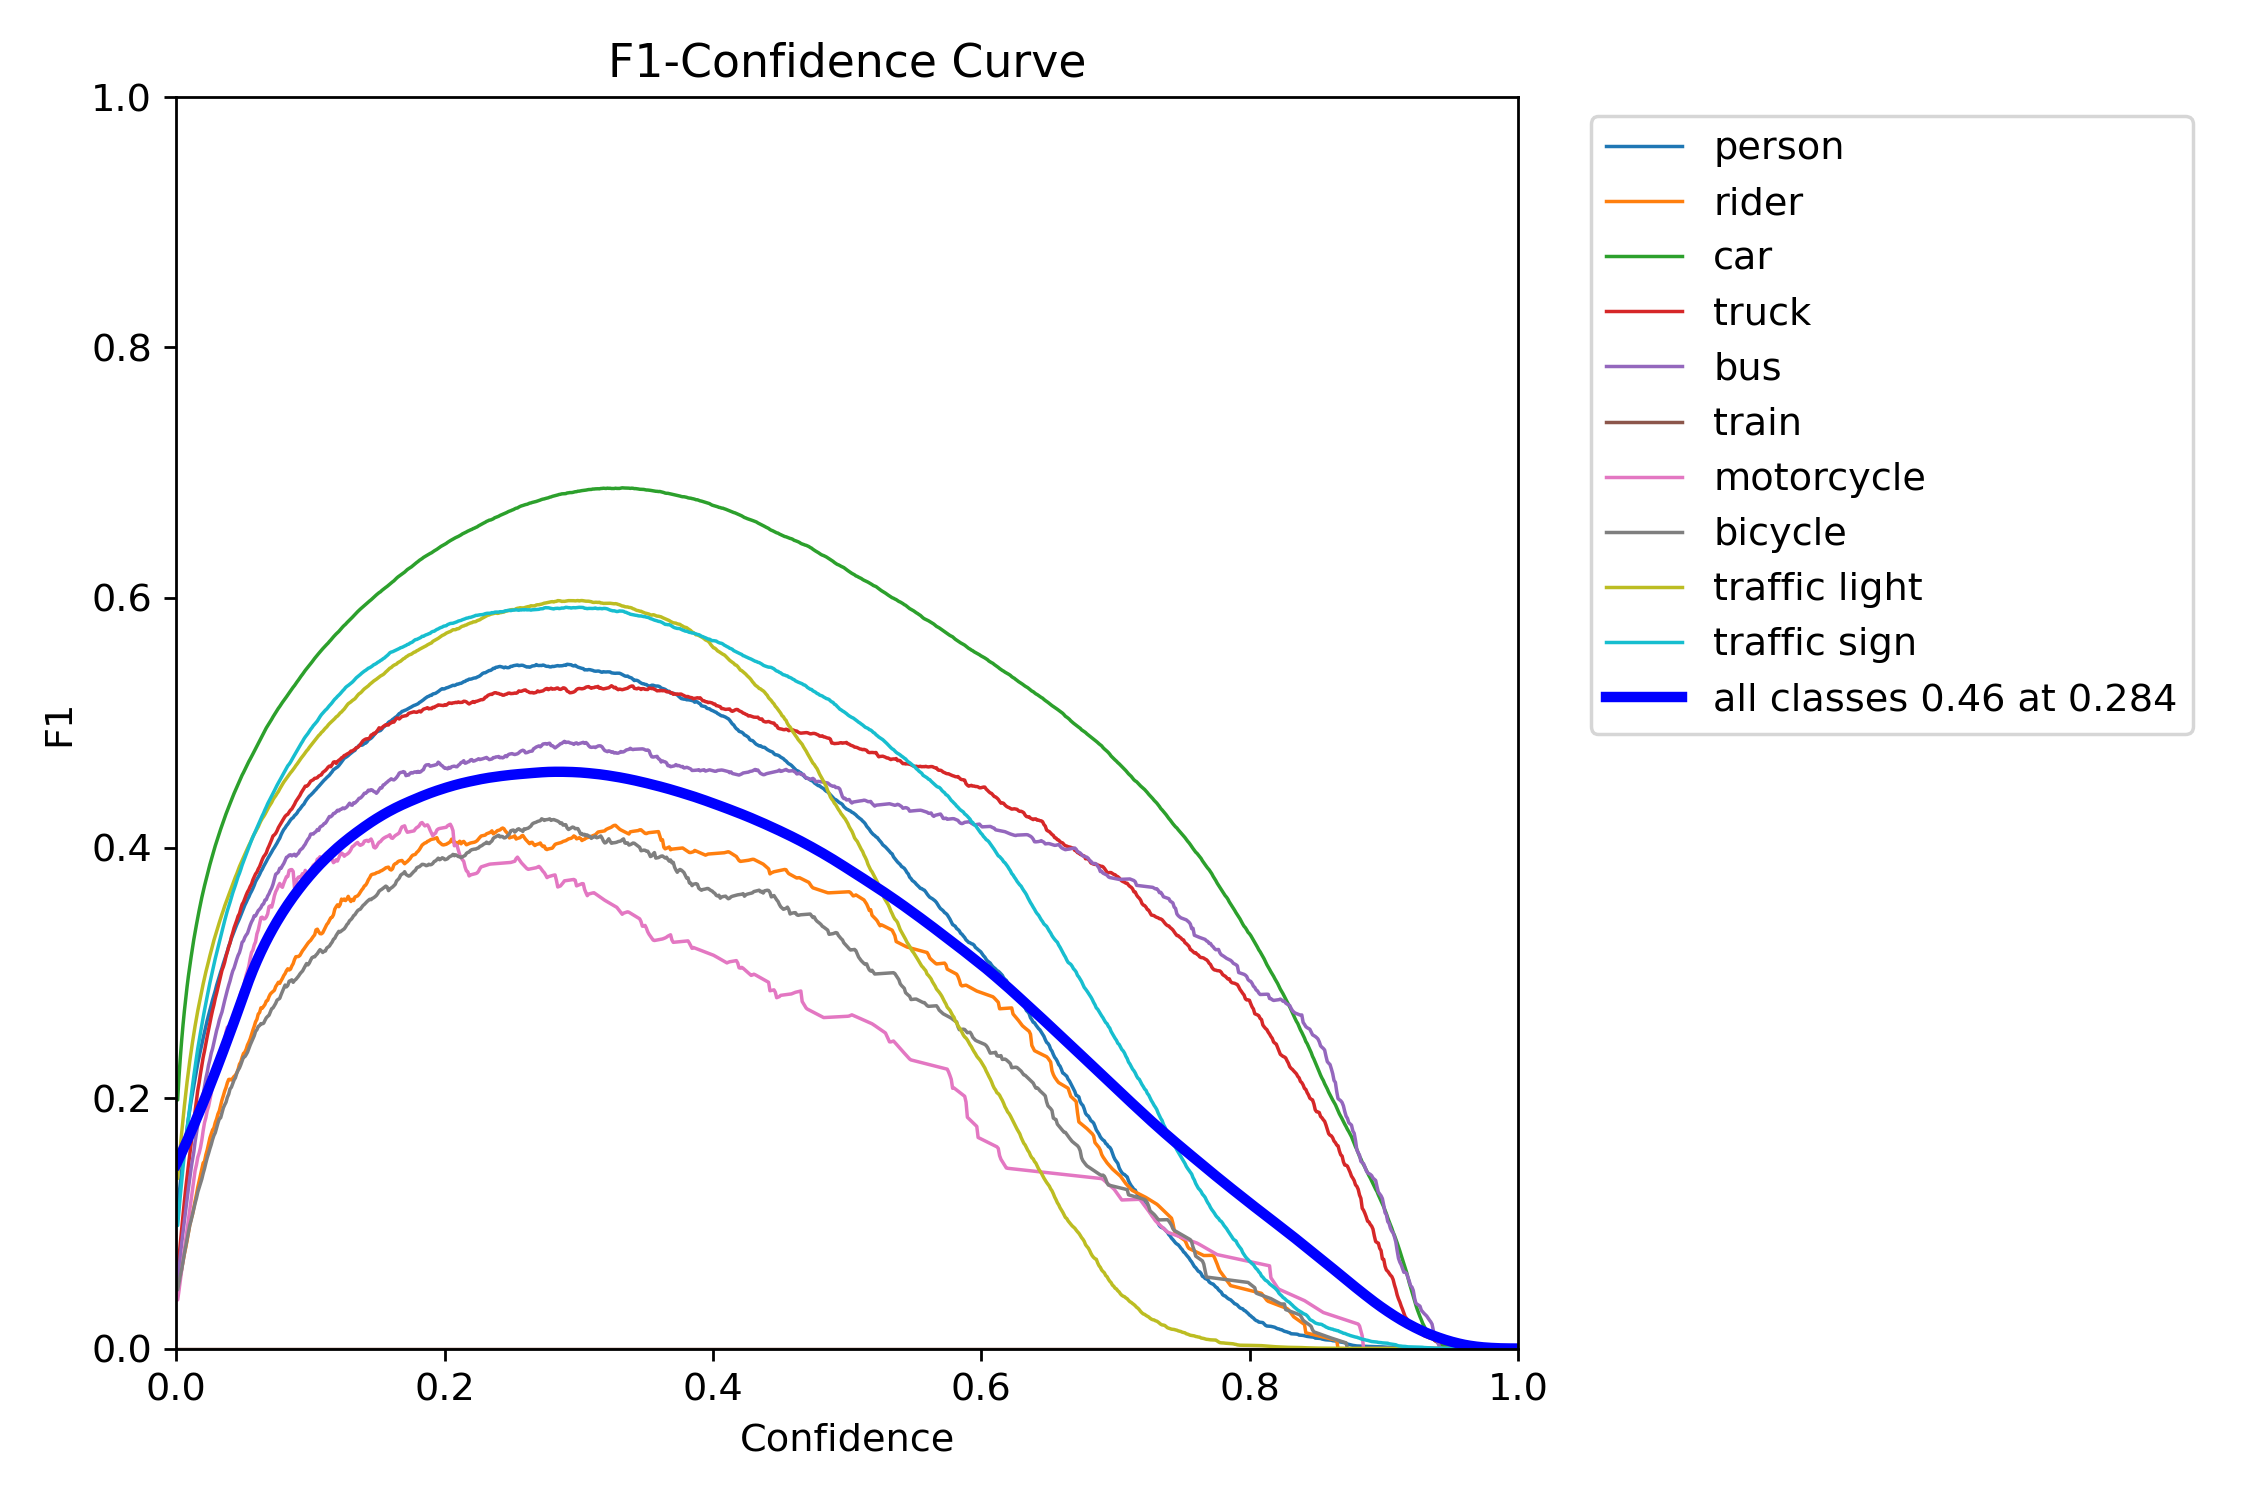 F1-Confidence Curve
1.0
0.8
0.6
0.4
0.2
0.0
F1
0.0 0.2 0.4 0.6 0.8 1.0
Confidence
person
rider
car
truck
bus
train
motorcycle
bicycle
traffic light
traffic sign
all classes 0.46 at 0.284